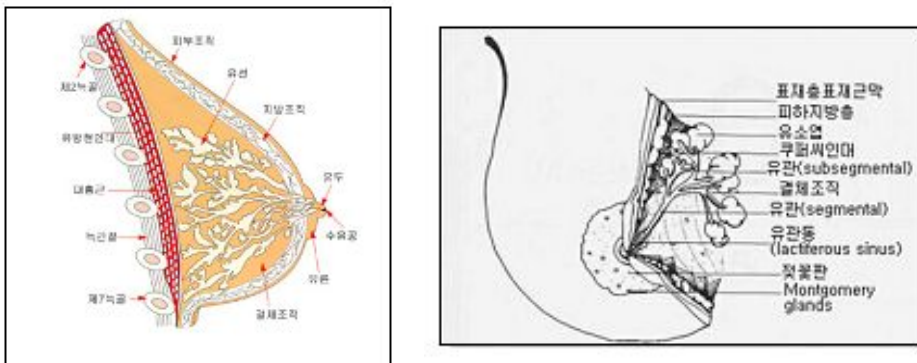 피부조직
유선
제2늑골
지방조직
유방현인대
유두
대흉근
수유공
늑간근
유륜
제7늑골
결체조직
표재층표재근막
피하지방층
유소엽
쿠퍼씨인대
유관(subsegmental)
결체조직
유관(segmental)
유관동
(lactiferous sinus)
젖꽃판
Montgomery
glands